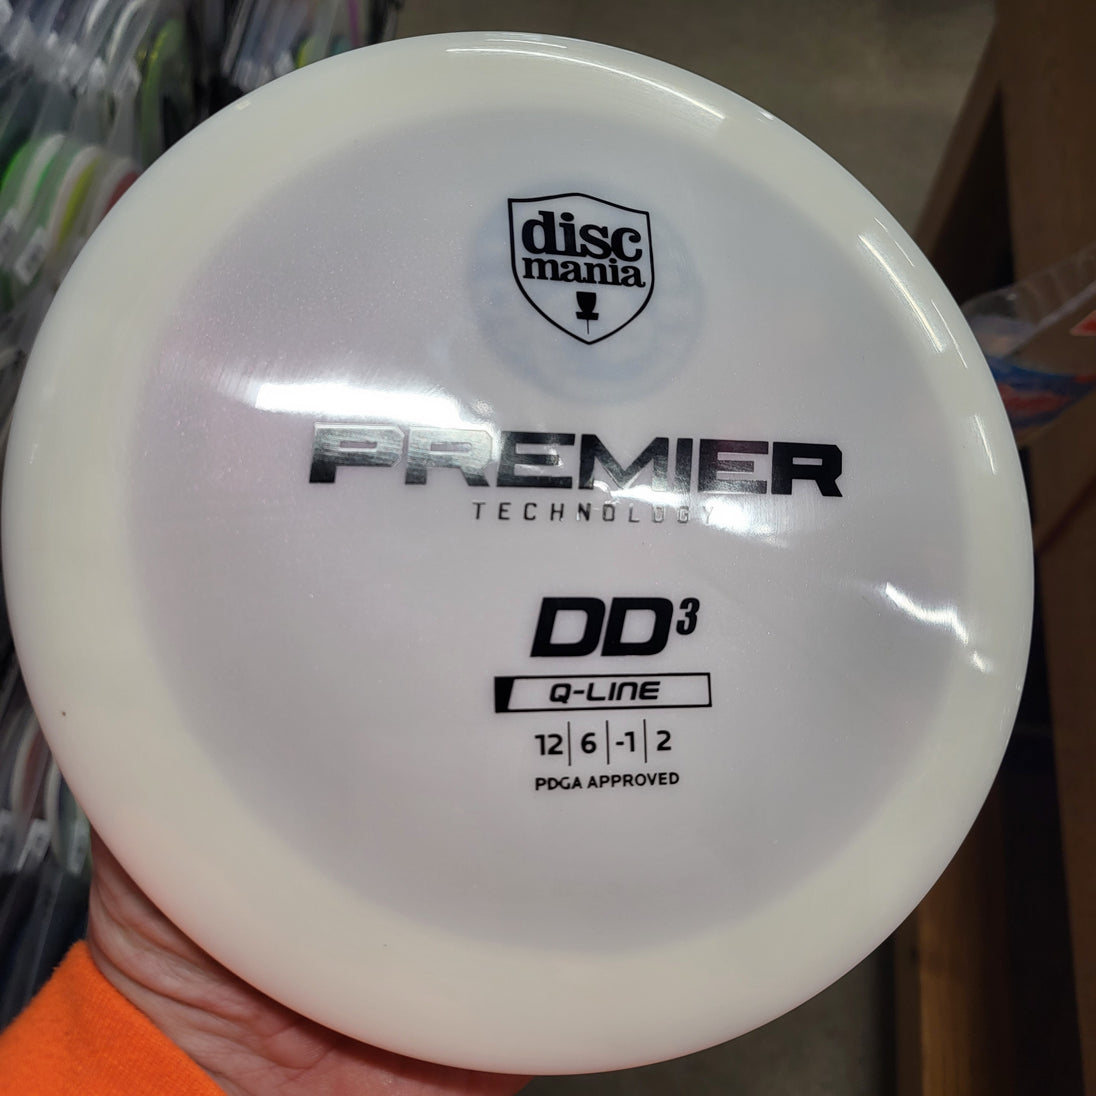 disc
mania
PREMIER
TECHNOLOGY
DD³
Q-LINE
12 | 6 | -1 | 2
PDGA APPROVED